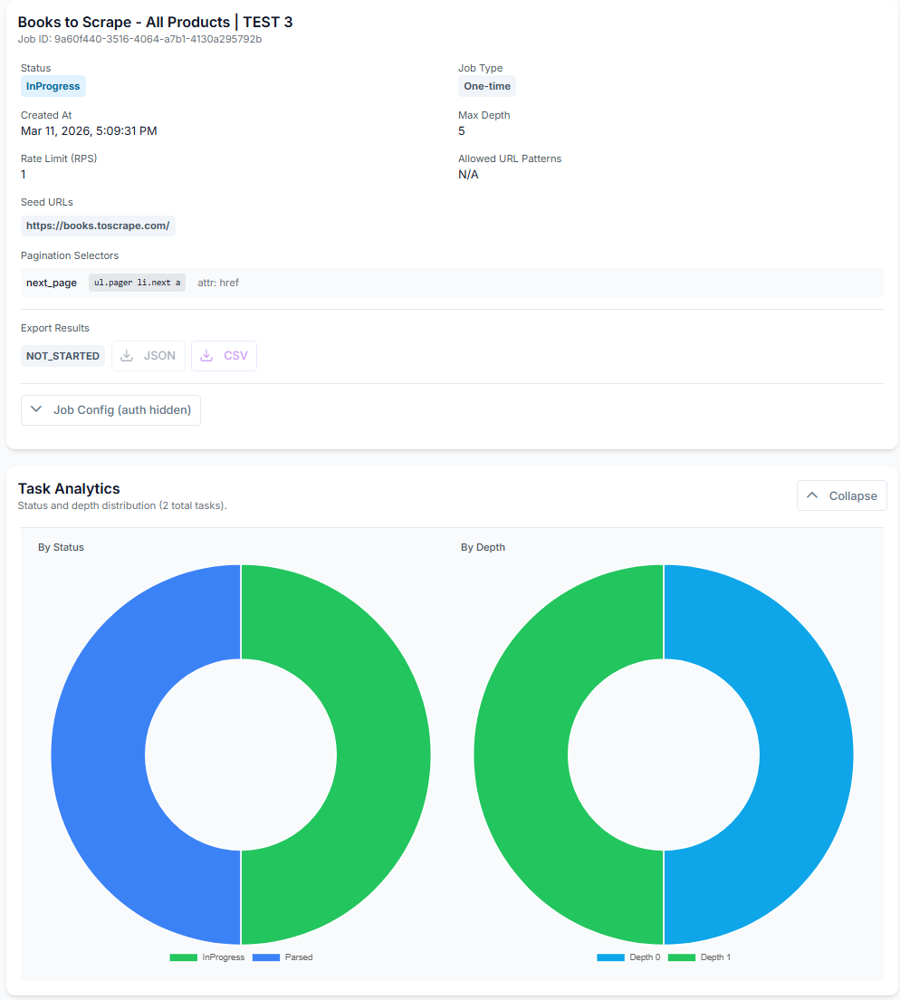 Books to Scrape - All Products | TEST 3
Job ID: 9a60f440-3516-4064-a7b1-4130a295792b
Status
Job Type
InProgress
One-time
Created At
Max Depth
Mar 11, 2026, 5:09:31 PM
5
Rate Limit (RPS)
Allowed URL Patterns
1
N/A
Seed URLs
https://books.toscrape.com/
Pagination Selectors
next_page ul.pager li.next a attr: href
Export Results
NOT_STARTED JSON CSV
Job Config (auth hidden)
Task Analytics
Status and depth distribution (2 total tasks).
Collapse
By Status
By Depth
InProgress Parsed
Depth 0 Depth 1